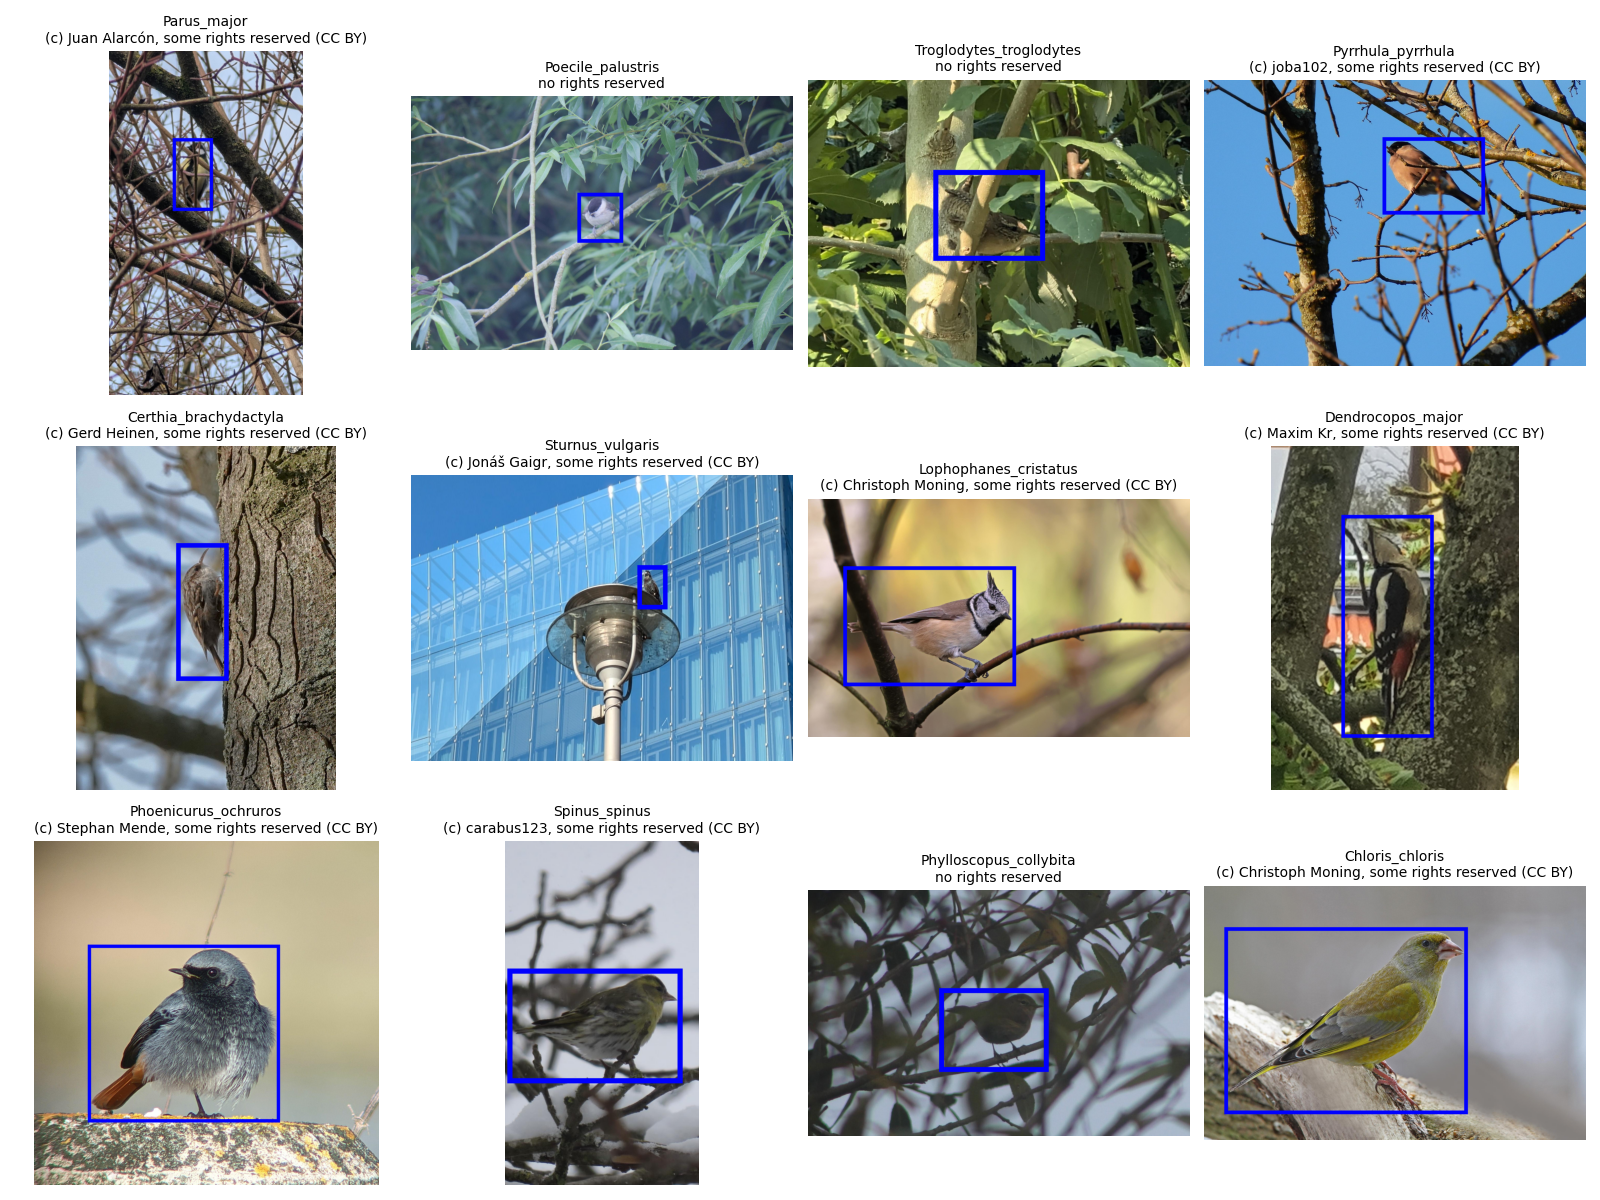 Parus_major
(c) Juan Alarcón, some rights reserved (CC BY)
Poecile_palustris
no rights reserved
Troglodytes_troglodytes
no rights reserved
Pyrrhula_pyrrhula
(c) joba102, some rights reserved (CC BY)
Certhia_brachydactyla
(c) Gerd Heinen, some rights reserved (CC BY)
Sturnus_vulgaris
(c) Jonáš Gaigr, some rights reserved (CC BY)
Lophophanes_cristatus
(c) Christoph Moning, some rights reserved (CC BY)
Dendrocopos_major
(c) Maxim Kr, some rights reserved (CC BY)
Phoenicurus_ochruros
(c) Stephan Mende, some rights reserved (CC BY)
Spinus_spinus
(c) carabus123, some rights reserved (CC BY)
Phylloscopus_collybita
no rights reserved
Chloris_chloris
(c) Christoph Moning, some rights reserved (CC BY)